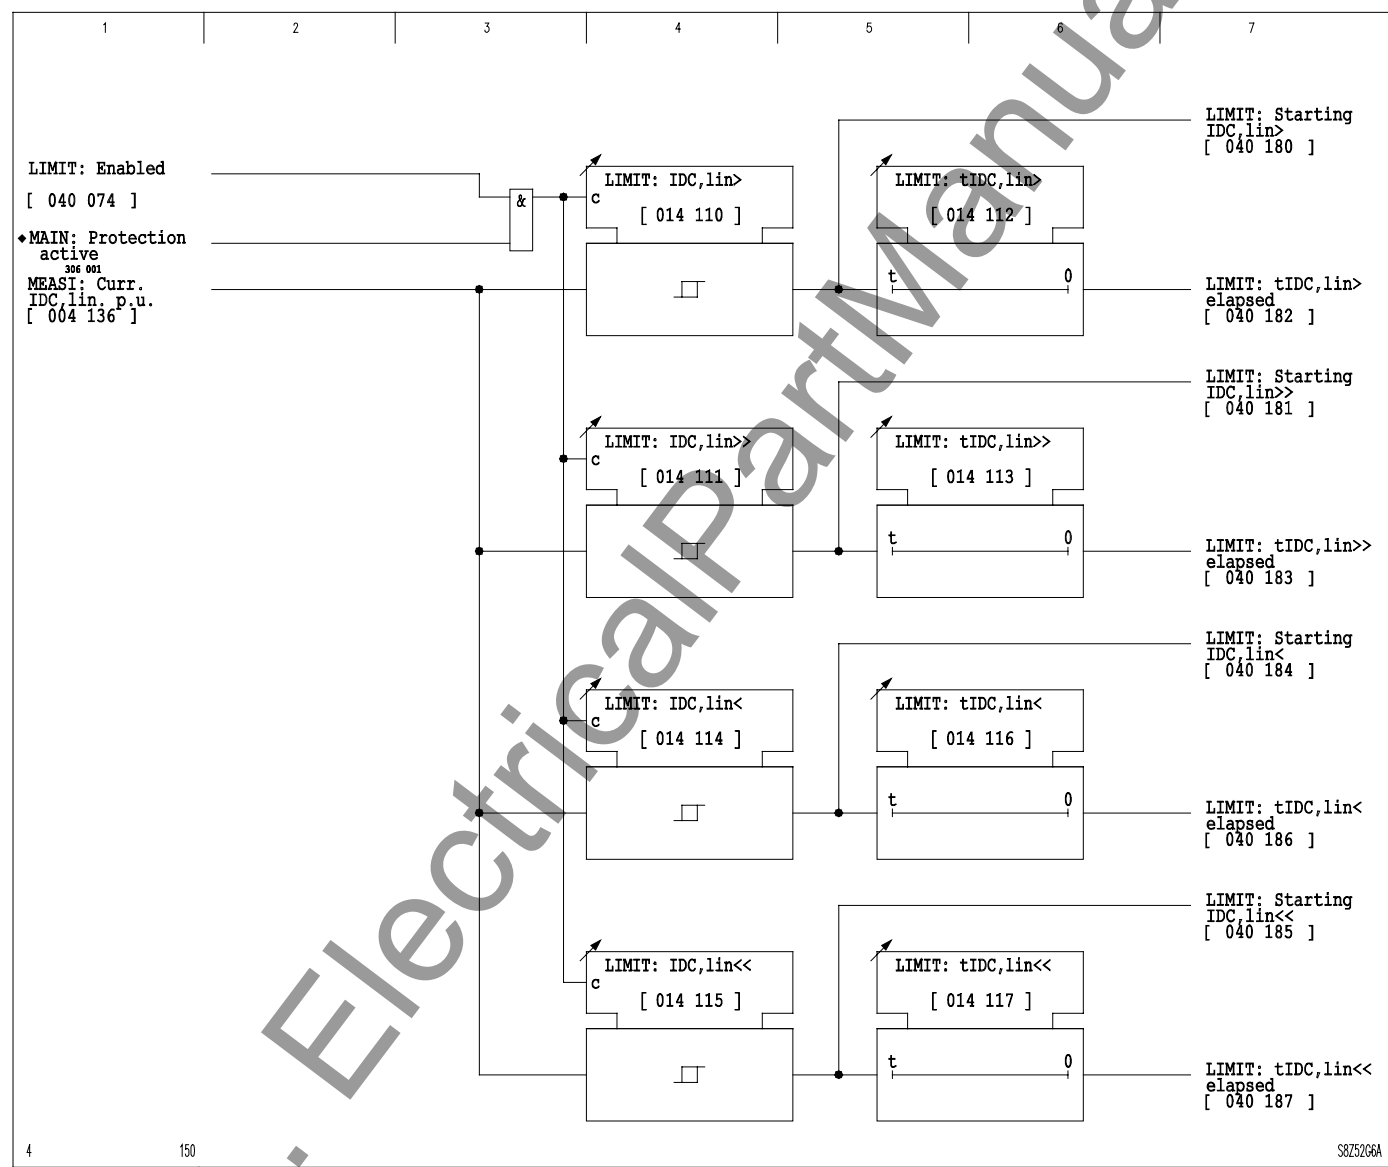 1 2 3 4 5 6 7
LIMIT: Enabled
[ 040 074 ]
◆MAIN: Protection
active
306 001
MEASI: Curr.
IDC,lin. p.u.
[ 004 136 ]
&
c
LIMIT: IDC,lin>
[ 014 110 ]
LIMIT: tIDC,lin>
[ 014 112 ]
t 0
LIMIT: Starting
IDC,lin>
[ 040 180 ]
LIMIT: tIDC,lin>
elapsed
[ 040 182 ]
c
LIMIT: IDC,lin>>
[ 014 111 ]
LIMIT: tIDC,lin>>
[ 014 113 ]
t 0
LIMIT: Starting
IDC,lin>>
[ 040 181 ]
LIMIT: tIDC,lin>>
elapsed
[ 040 183 ]
c
LIMIT: IDC,lin<
[ 014 114 ]
LIMIT: tIDC,lin<
[ 014 116 ]
t 0
LIMIT: Starting
IDC,lin<
[ 040 184 ]
LIMIT: tIDC,lin<
elapsed
[ 040 186 ]
c
LIMIT: IDC,lin<<
[ 014 115 ]
LIMIT: tIDC,lin<<
[ 014 117 ]
t 0
LIMIT: Starting
IDC,lin<<
[ 040 185 ]
LIMIT: tIDC,lin<<
elapsed
[ 040 187 ]
4 150
S8Z52G6A
. ElectricalPartManua